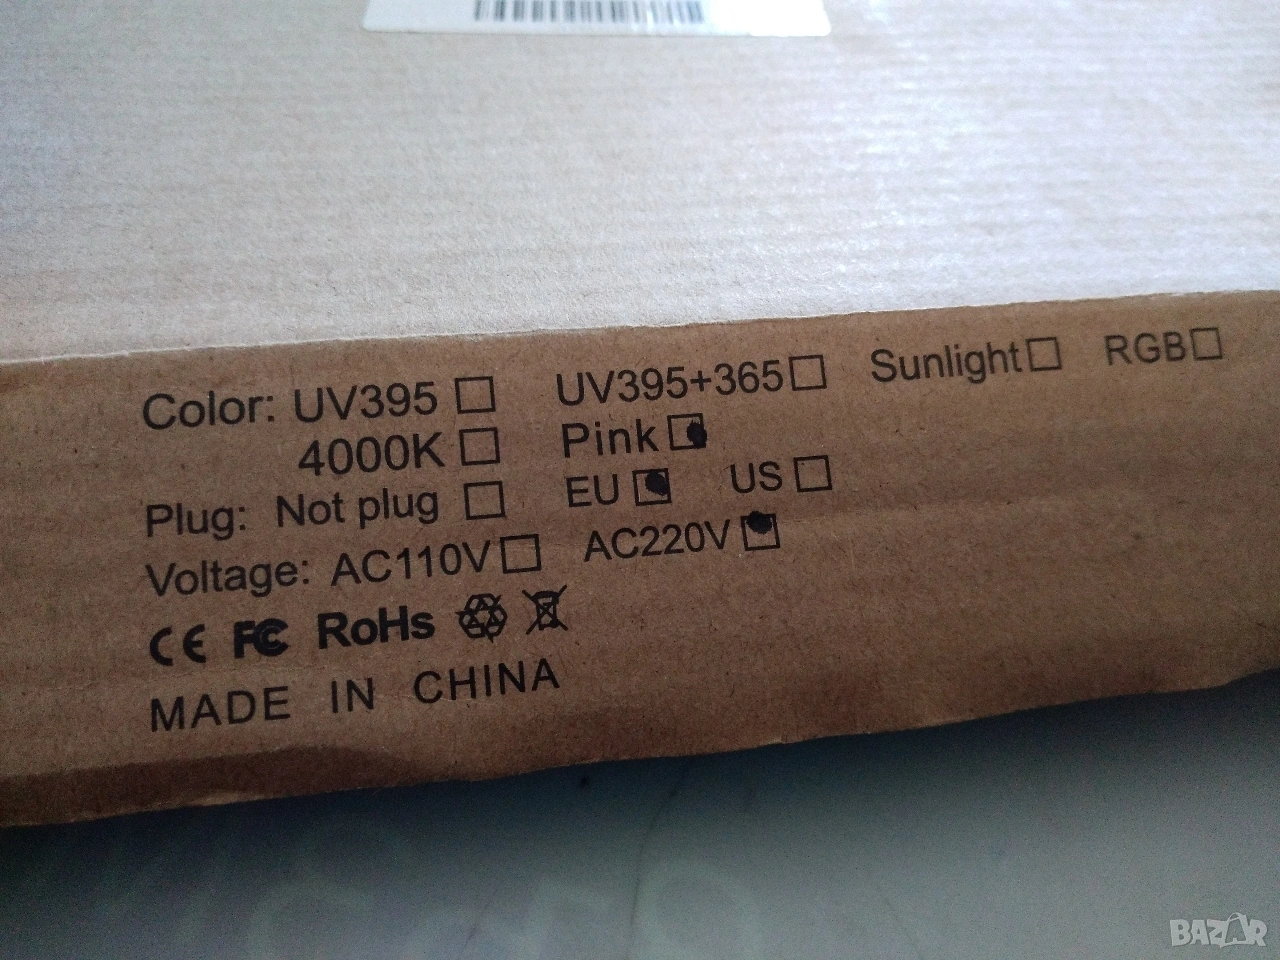 Color: UV395 □ UV395+365 □ Sunlight □ RGB □
4000K □ Pink ☑
Plug: Not plug □ EU ☑ US □
Voltage: AC110V □ AC220V ☑
CE FC RoHs
MADE IN CHINA
BAZAR